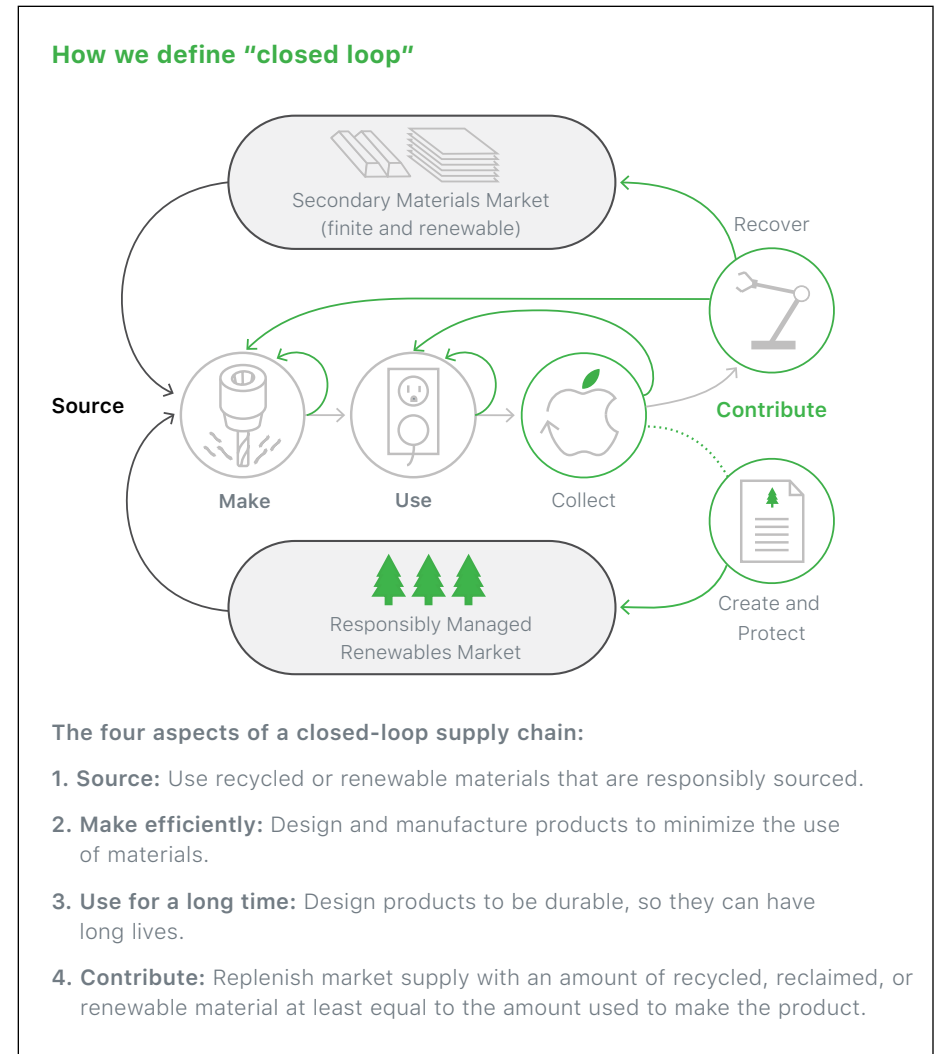 How we define “closed loop”
Secondary Materials Market
(finite and renewable)
Recover
Source
Contribute
Make
Use
Collect
Responsibly Managed
Renewables Market
Create and
Protect
The four aspects of a closed-loop supply chain:
1. Source: Use recycled or renewable materials that are responsibly sourced.
2. Make efficiently: Design and manufacture products to minimize the use
of materials.
3. Use for a long time: Design products to be durable, so they can have
long lives.
4. Contribute: Replenish market supply with an amount of recycled, reclaimed, or
renewable material at least equal to the amount used to make the product.